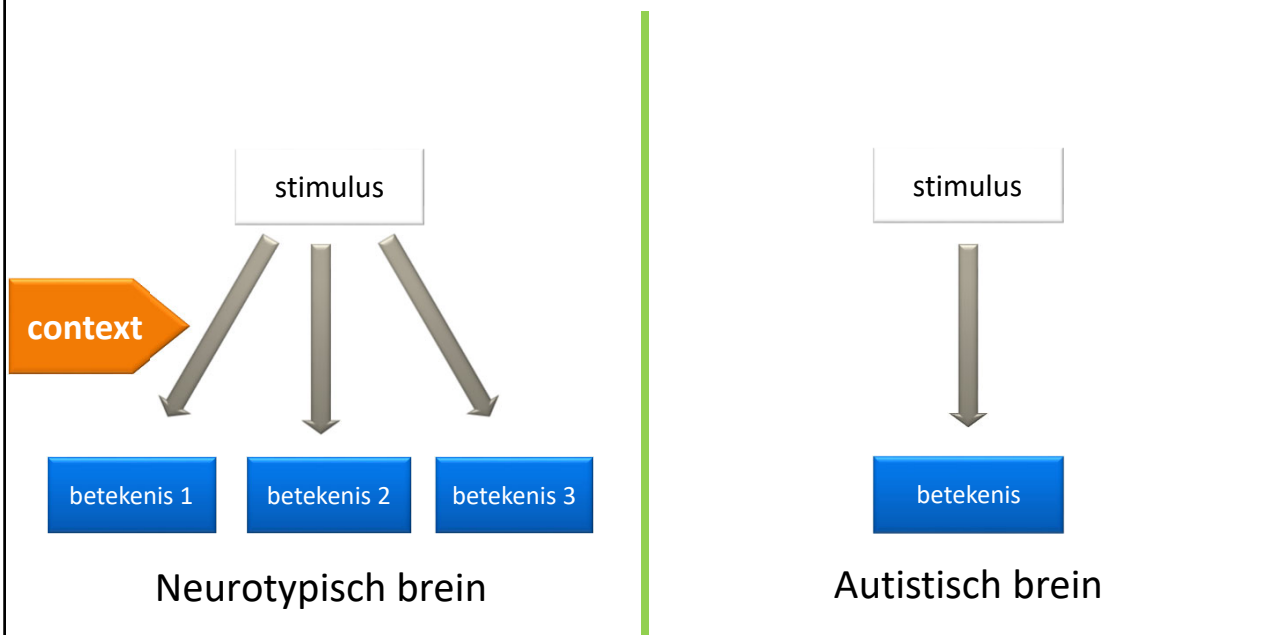 stimulus
context
betekenis 1
betekenis 2
betekenis 3
Neurotypisch brein
stimulus
betekenis
Autistisch brein